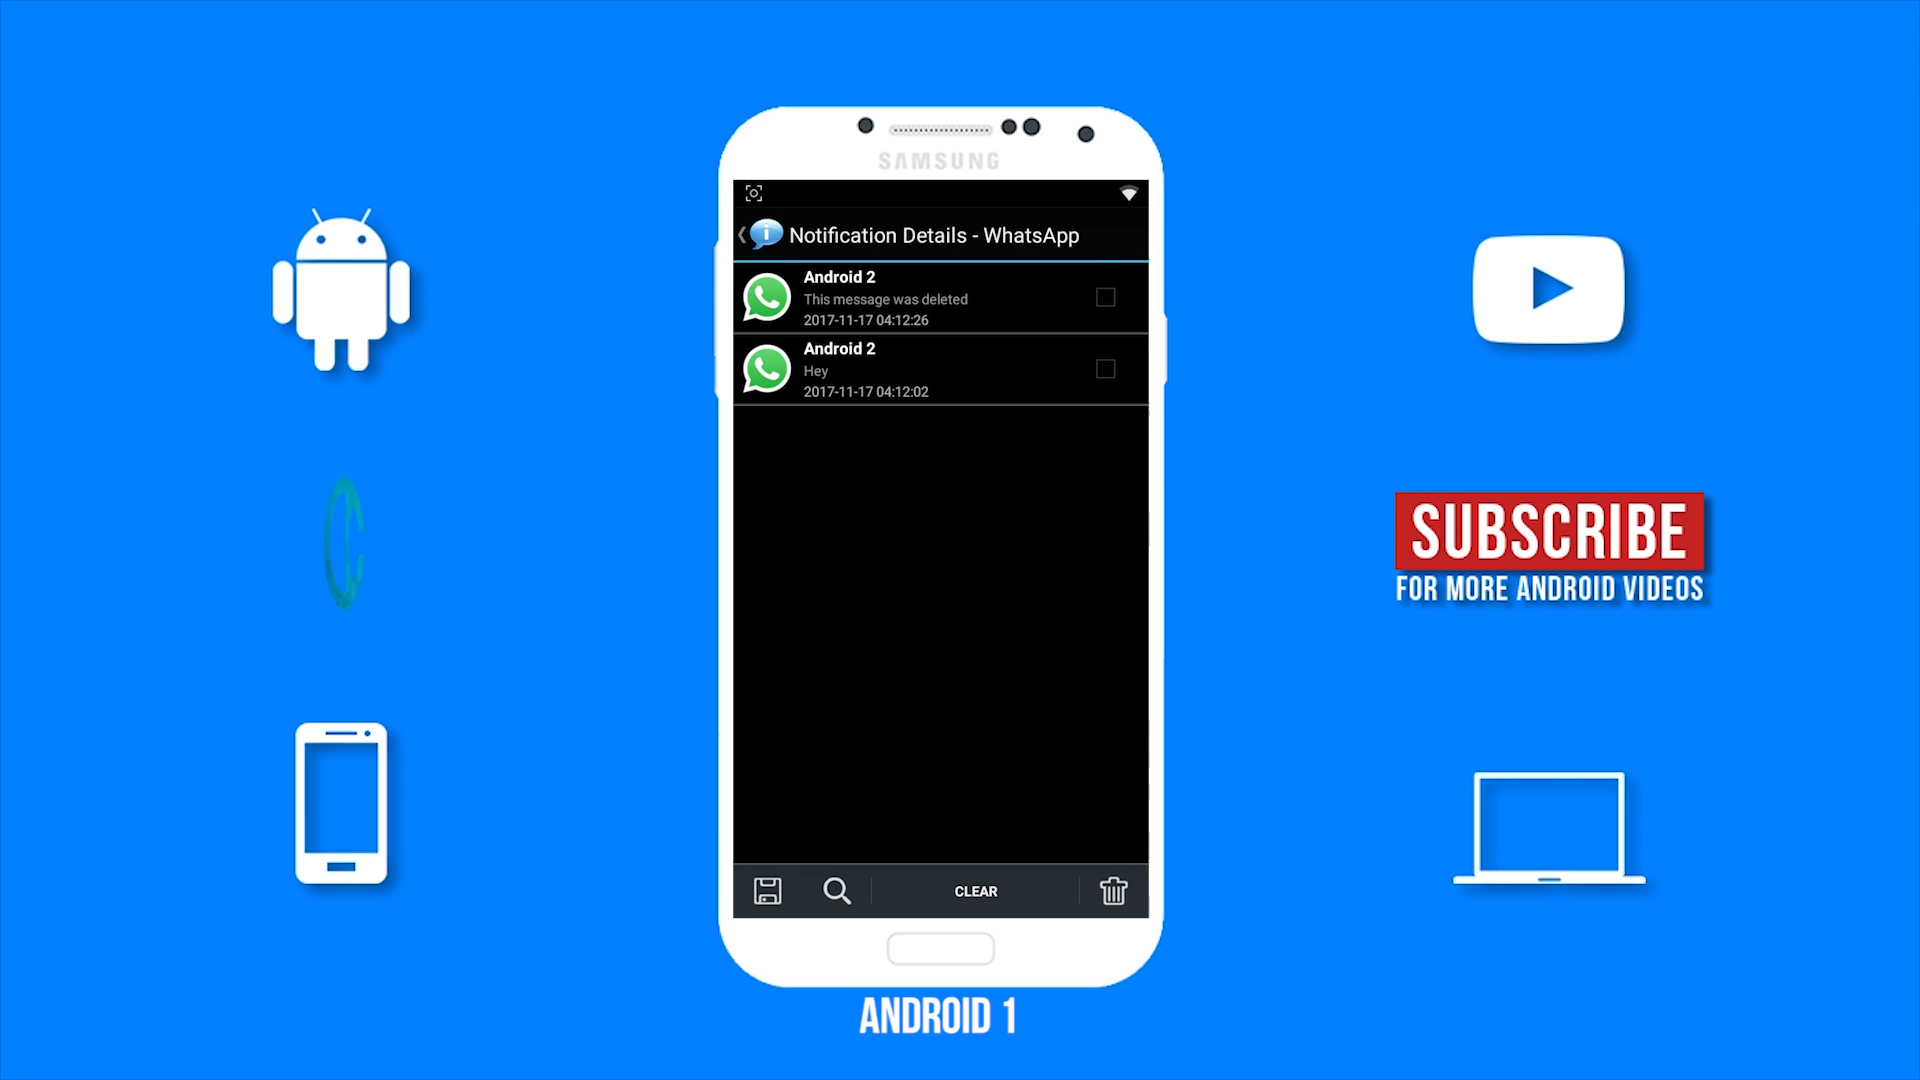 SAMSUNG
Notification Details - WhatsApp
Android 2
This message was deleted
2017-11-17 04:12:26
Android 2
Hey
2017-11-17 04:12:02
SUBSCRIBE
FOR MORE ANDROID VIDEOS
CLEAR
ANDROID 1